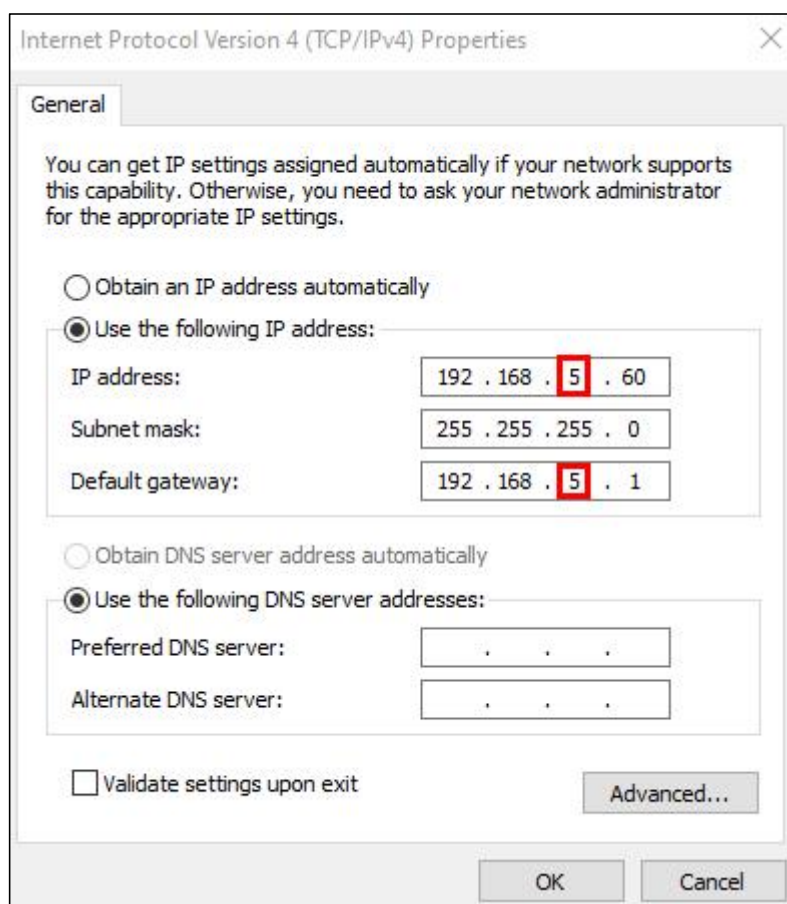 Internet Protocol Version 4 (TCP/IPv4) Properties
General
You can get IP settings assigned automatically if your network supports
this capability. Otherwise, you need to ask your network administrator
for the appropriate IP settings.
Obtain an IP address automatically
Use the following IP address:
IP address: 192 . 168 . 5 . 60
Subnet mask: 255 . 255 . 255 . 0
Default gateway: 192 . 168 . 5 . 1
Obtain DNS server address automatically
Use the following DNS server addresses:
Preferred DNS server: . . .
Alternate DNS server: . . .
Validate settings upon exit
Advanced...
OK Cancel